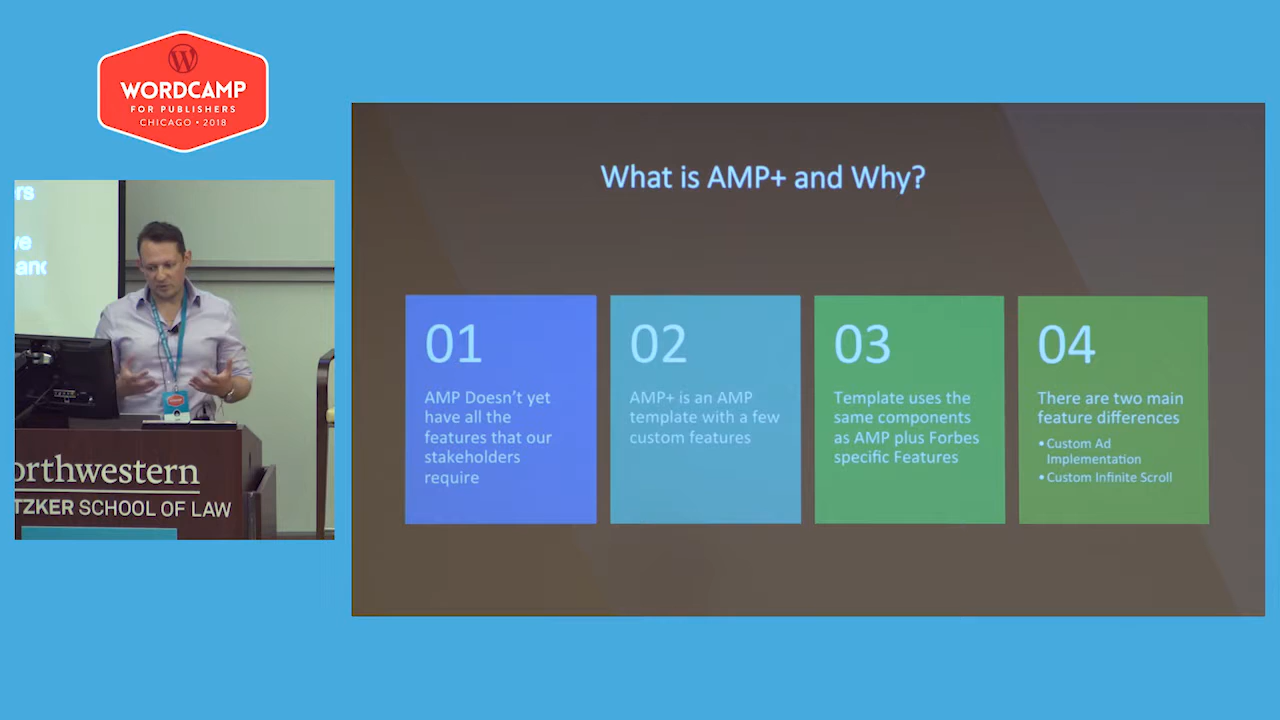 WORDCAMP
FOR PUBLISHERS
CHICAGO • 2018
What is AMP+ and Why?
01
AMP Doesn't yet
have all the
features that our
stakeholders
require
02
AMP+ is an AMP
template with a few
custom features
03
Template uses the
same components
as AMP plus Forbes
specific Features
04
There are two main
feature differences
• Custom Ad
Implementation
• Custom Infinite Scroll
rs
ve
and
orthwestern
TZKER SCHOOL OF LAW